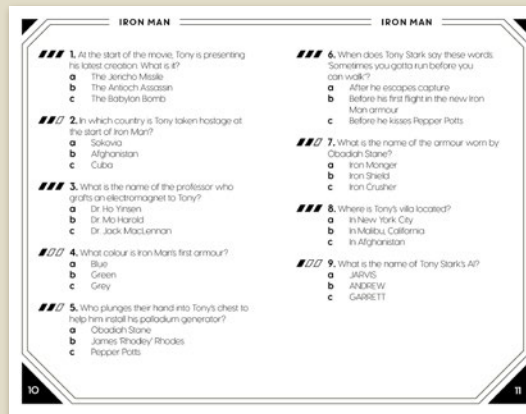 IRON MAN
1. At the start of the movie, Tony is presenting
his latest creation. What is it?
a The Jericho Missile
b The Antioch Assassin
c The Babylon Bomb
2. In which country is Tony taken hostage at
the start of Iron Man?
a Sokovia
b Afghanistan
c Cuba
3. What is the name of the professor who
grafts an electromagnet to Tony?
a Dr. Ho Yinsen
b Dr. Mo Harold
c Dr. Jack MacLennan
4. What colour is Iron Man's first armour?
a Blue
b Green
c Grey
5. Who plunges their hand into Tony's chest to
help him install his palladium generator?
a Obadiah Stane
b James 'Rhodey' Rhodes
c Pepper Potts
10
IRON MAN
6. When does Tony Stark say these words:
'Sometimes you gotta run before you
can walk'?
a After he escapes capture
b Before his first flight in the new Iron
Man armour
c Before he kisses Pepper Potts
7. What is the name of the armour worn by
Obadiah Stane?
a Iron Monger
b Iron Shield
c Iron Crusher
8. Where is Tony's villa located?
a In New York City
b In Malibu, California
c In Afghanistan
9. What is the name of Tony Stark's AI?
a JARVIS
b ANDREW
c GARRETT
11